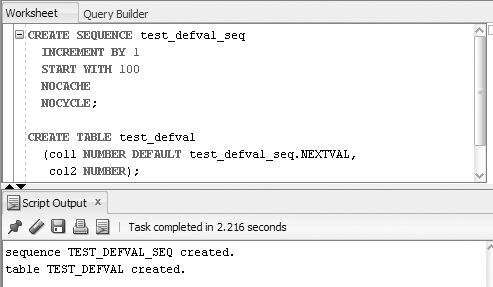 Worksheet Query Builder
CREATE SEQUENCE test_defval_seq
INCREMENT BY 1
START WITH 100
NOCACHE
NOCYCLE;
CREATE TABLE test_defval
(col1 NUMBER DEFAULT test_defval_seq.NEXTVAL,
col2 NUMBER);
Script Output x
Task completed in 2.216 seconds
sequence TEST_DEFVAL_SEQ created.
table TEST_DEFVAL created.